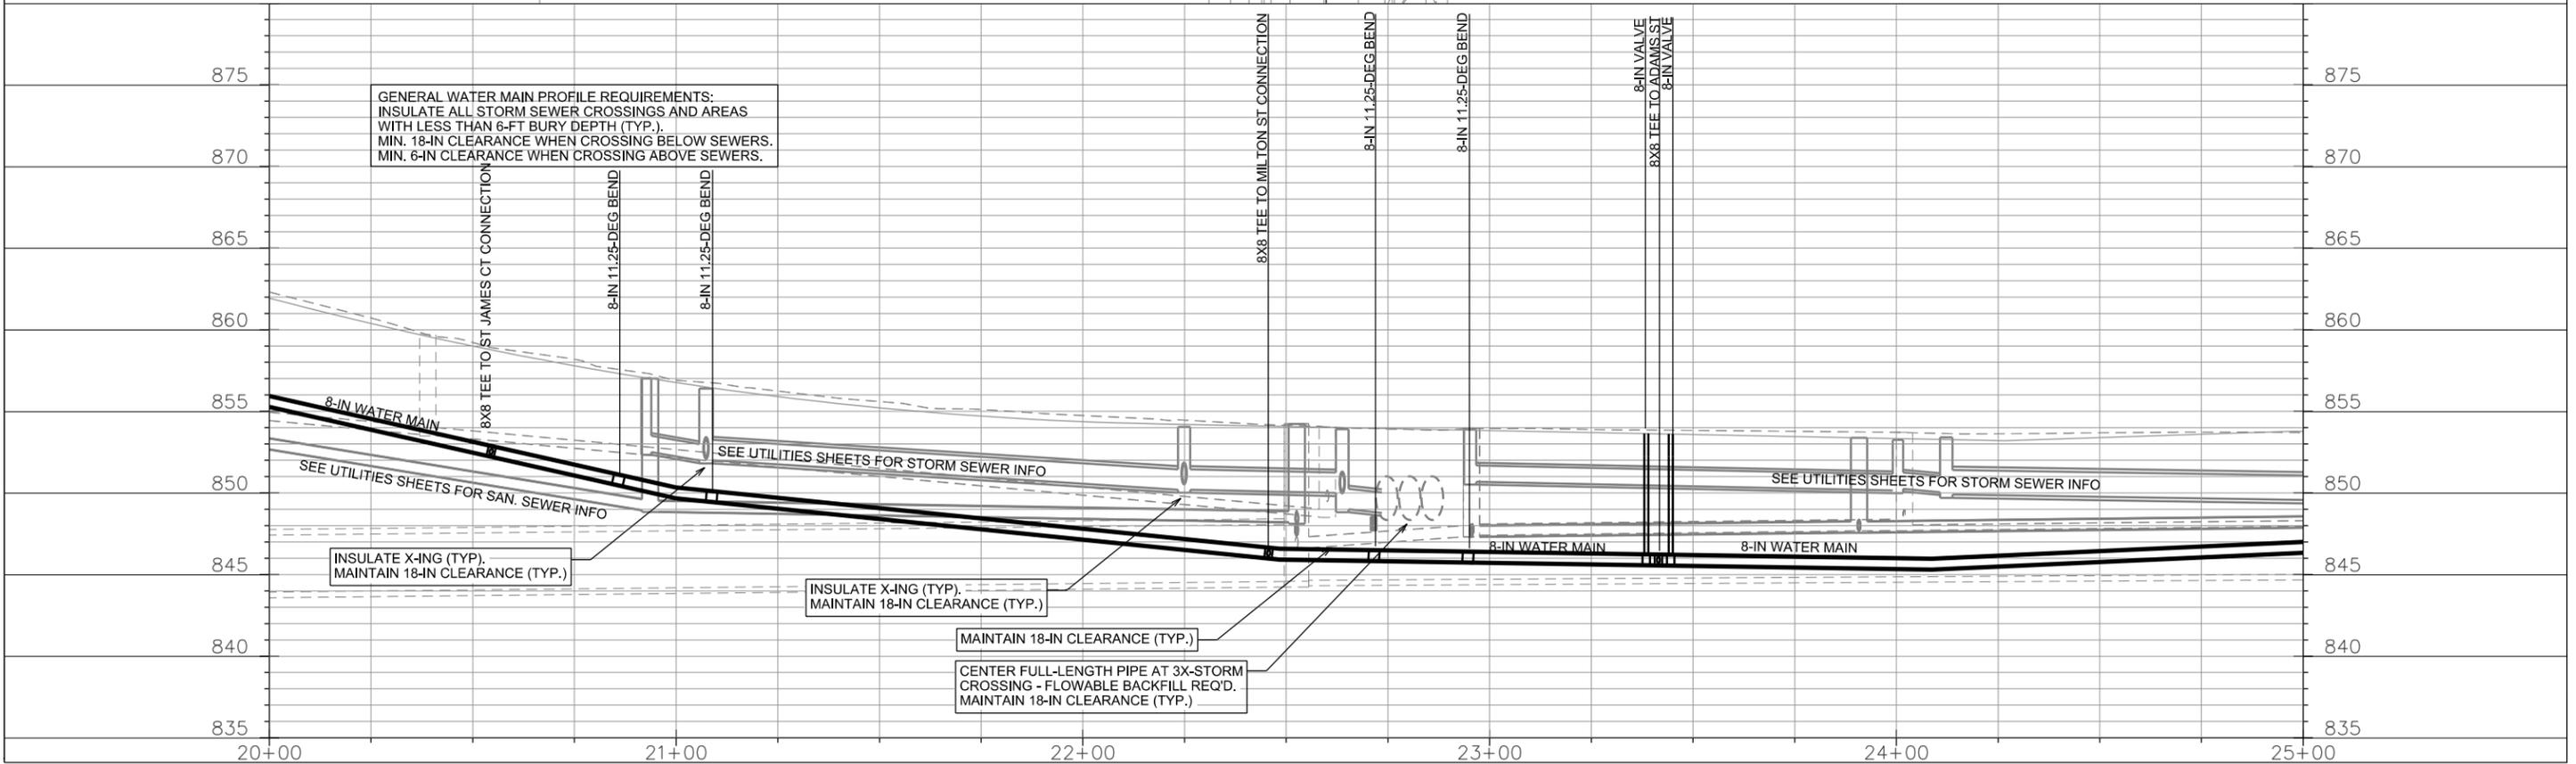 8X8 TEE TO MILTON ST CONNECTION
8-IN 11.25-DEG BEND
8-IN 11.25-DEG BEND
8-IN VALVE
8X8 TEE TO ADAMS ST
8-IN VALVE
875
875
GENERAL WATER MAIN PROFILE REQUIREMENTS:
INSULATE ALL STORM SEWER CROSSINGS AND AREAS
WITH LESS THAN 6-FT BURY DEPTH (TYP.).
MIN. 18-IN CLEARANCE WHEN CROSSING BELOW SEWERS.
MIN. 6-IN CLEARANCE WHEN CROSSING ABOVE SEWERS.
870
870
8X8 TEE TO ST JAMES CT CONNECTION
8-IN 11.25-DEG BEND
8-IN 11.25-DEG BEND
865
865
860
860
855
855
8-IN WATER MAIN
SEE UTILITIES SHEETS FOR STORM SEWER INFO
SEE UTILITIES SHEETS FOR SAN. SEWER INFO
SEE UTILITIES SHEETS FOR STORM SEWER INFO
850
850
8-IN WATER MAIN
8-IN WATER MAIN
INSULATE X-ING (TYP).
MAINTAIN 18-IN CLEARANCE (TYP.)
845
845
INSULATE X-ING (TYP).
MAINTAIN 18-IN CLEARANCE (TYP.)
MAINTAIN 18-IN CLEARANCE (TYP.)
840
840
CENTER FULL-LENGTH PIPE AT 3X-STORM
CROSSING - FLOWABLE BACKFILL REQ'D.
MAINTAIN 18-IN CLEARANCE (TYP.)
835
835
20+00
21+00
22+00
23+00
24+00
25+00